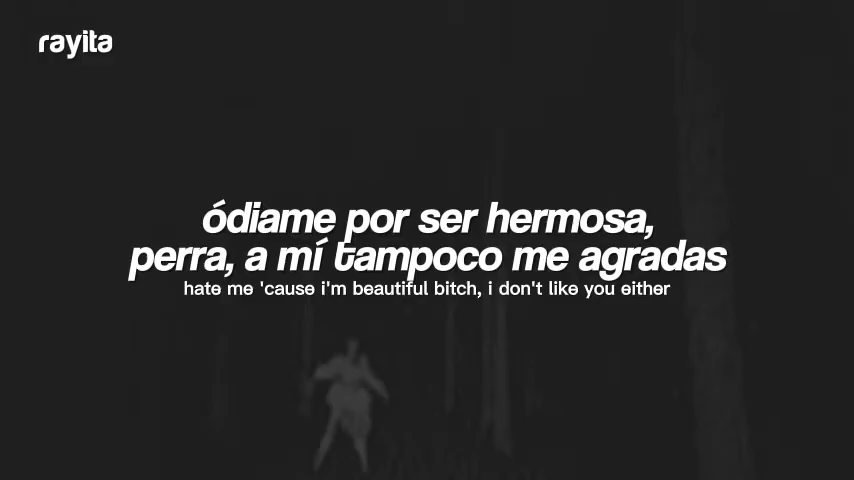 rayita
ódiame por ser hermosa,
perra, a mí tampoco me agradas
hate me 'cause i'm beautiful bitch, i don't like you either